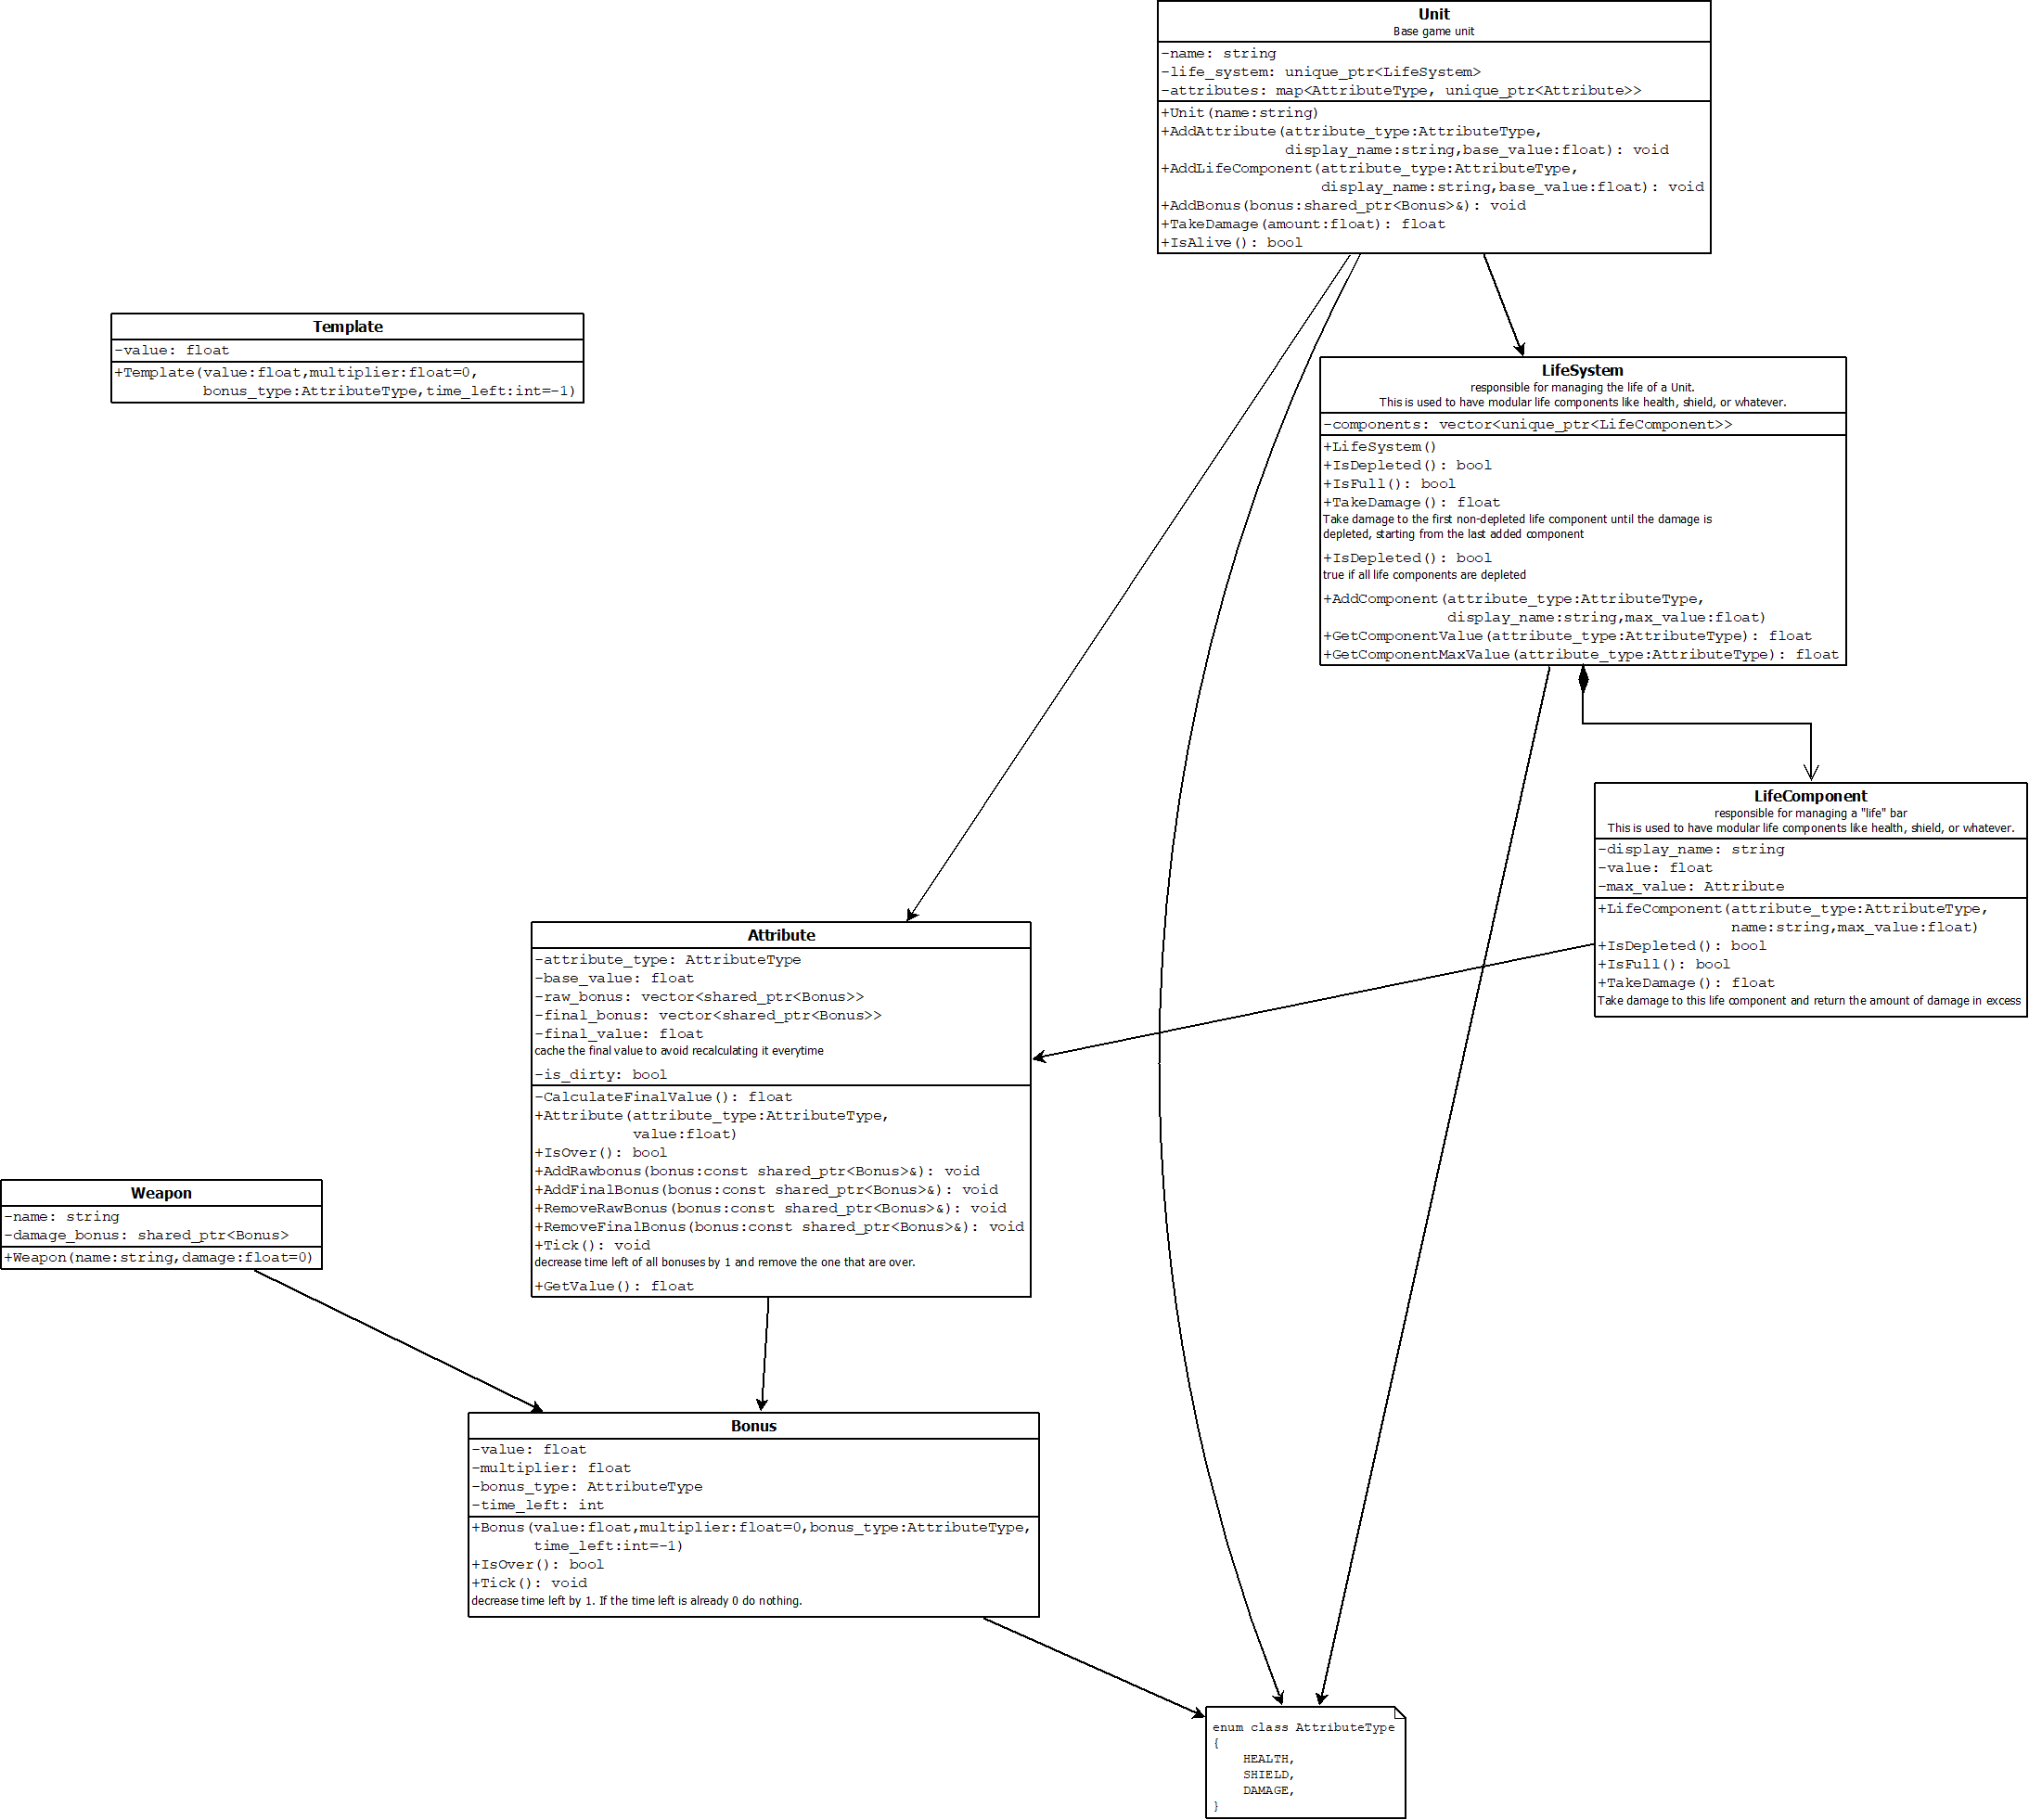 Unit
Base game unit
-name: string
-life_system: unique_ptr<LifeSystem>
-attributes: map<AttributeType, unique_ptr<Attribute>>
+Unit(name:string)
+AddAttribute(attribute_type:AttributeType,
display_name:string,base_value:float): void
+AddLifeComponent(attribute_type:AttributeType,
display_name:string,base_value:float): void
+AddBonus(bonus:shared_ptr<Bonus>&): void
+TakeDamage(amount:float): float
+IsAlive(): bool
Template
-value: float
+Template(value:float,multiplier:float=0,
bonus_type:AttributeType,time_left:int=-1)
LifeSystem
responsible for managing the life of a Unit.
This is used to have modular life components like health, shield, or whatever.
-components: vector<unique_ptr<LifeComponent>>
+LifeSystem()
+IsDepleted(): bool
+IsFull(): bool
+TakeDamage(): float
Take damage to the first non-depleted life component until the damage is
depleted, starting from the last added component
+IsDepleted(): bool
true if all life components are depleted
+AddComponent(attribute_type:AttributeType,
display_name:string,max_value:float)
+GetComponentValue(attribute_type:AttributeType): float
+GetComponentMaxValue(attribute_type:AttributeType): float
LifeComponent
responsible for managing a "life" bar
This is used to have modular life components like health, shield, or whatever.
-display_name: string
-value: float
-max_value: Attribute
+LifeComponent(attribute_type:AttributeType,
name:string,max_value:float)
+IsDepleted(): bool
+IsFull(): bool
+TakeDamage(): float
Take damage to this life component and return the amount of damage in excess
Attribute
-attribute_type: AttributeType
-base_value: float
-raw_bonus: vector<shared_ptr<Bonus>>
-final_bonus: vector<shared_ptr<Bonus>>
-final_value: float
cache the final value to avoid recalculating it everytime
-is_dirty: bool
-CalculateFinalValue(): float
+Attribute(attribute_type:AttributeType,
value:float)
+IsOver(): bool
+AddRawbonus(bonus:const shared_ptr<Bonus>&): void
+AddFinalBonus(bonus:const shared_ptr<Bonus>&): void
+RemoveRawBonus(bonus:const shared_ptr<Bonus>&): void
+RemoveFinalBonus(bonus:const shared_ptr<Bonus>&): void
+Tick(): void
decrease time left of all bonuses by 1 and remove the one that are over.
+GetValue(): float
Weapon
-name: string
-damage_bonus: shared_ptr<Bonus>
+Weapon(name:string,damage:float=0)
Bonus
-value: float
-multiplier: float
-bonus_type: AttributeType
-time_left: int
+Bonus(value:float,multiplier:float=0,bonus_type:AttributeType,
time_left:int=-1)
+IsOver(): bool
+Tick(): void
decrease time left by 1. If the time left is already 0 do nothing.
enum class AttributeType
{
HEALTH,
SHIELD,
DAMAGE,
}